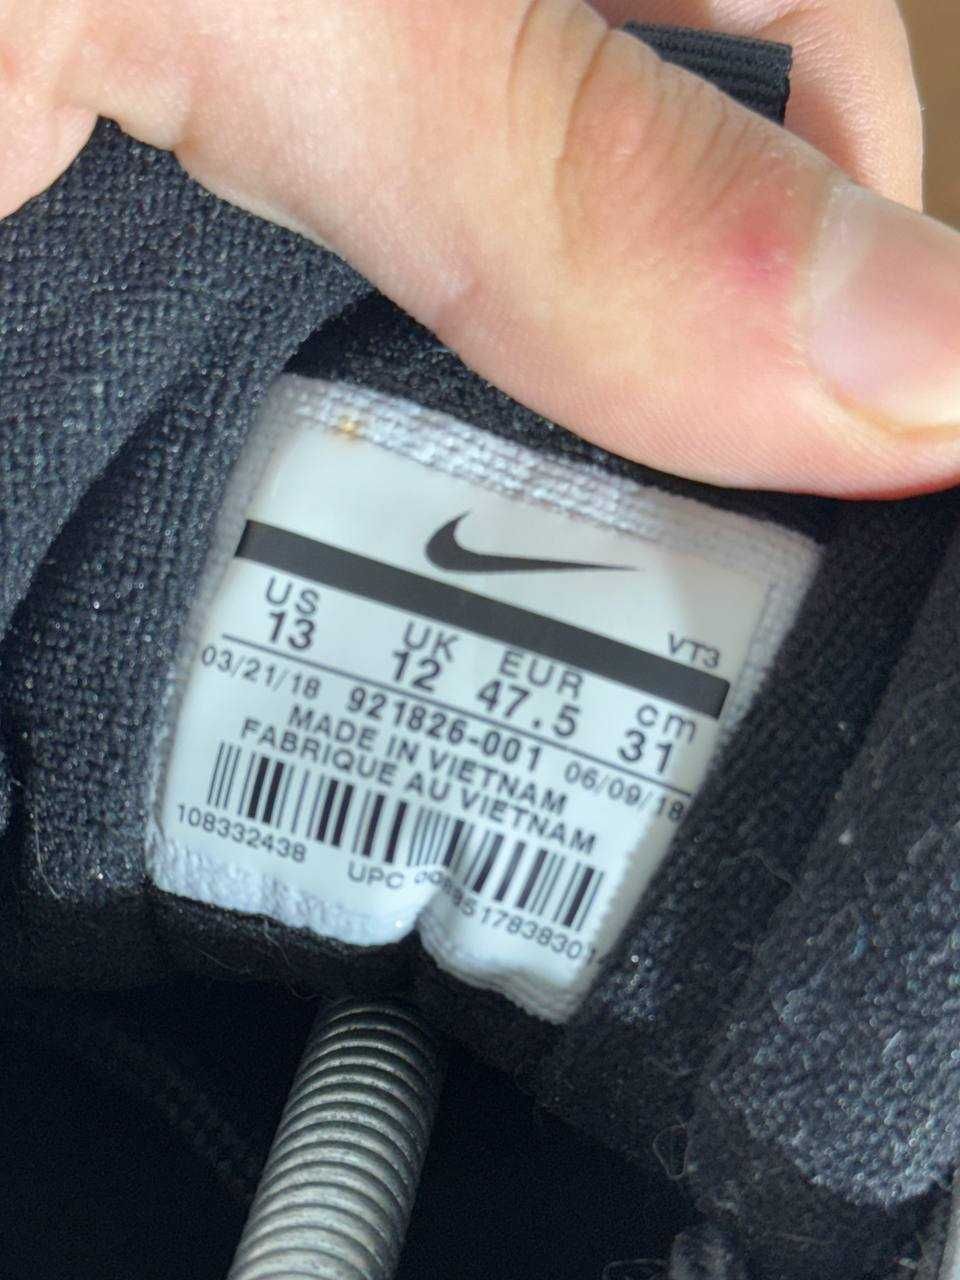 VT3
US UK EUR cm
13 12 47.5 31
03/21/18 921826-001 06/09/18
MADE IN VIETNAM
FABRIQUE AU VIETNAM
108332438
UPC